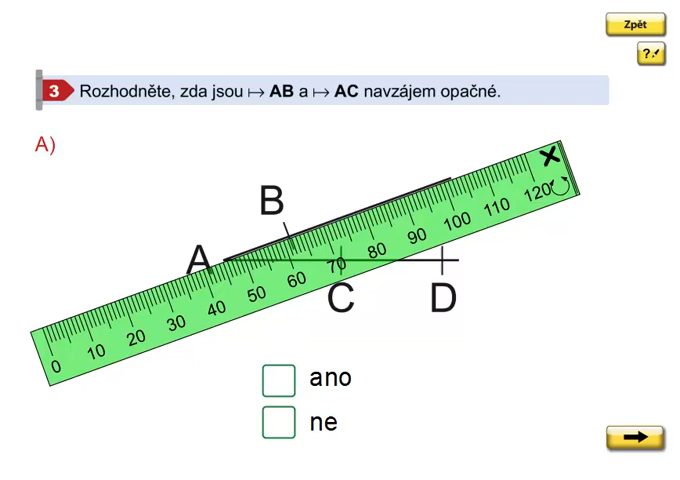 Zpět
?
3 Rozhodněte, zda jsou ↦ AB a ↦ AC navzájem opačné.
A)
B
A
C
D
0 10 20 30 40 50 60 70 80 90 100 110 120
ano
ne